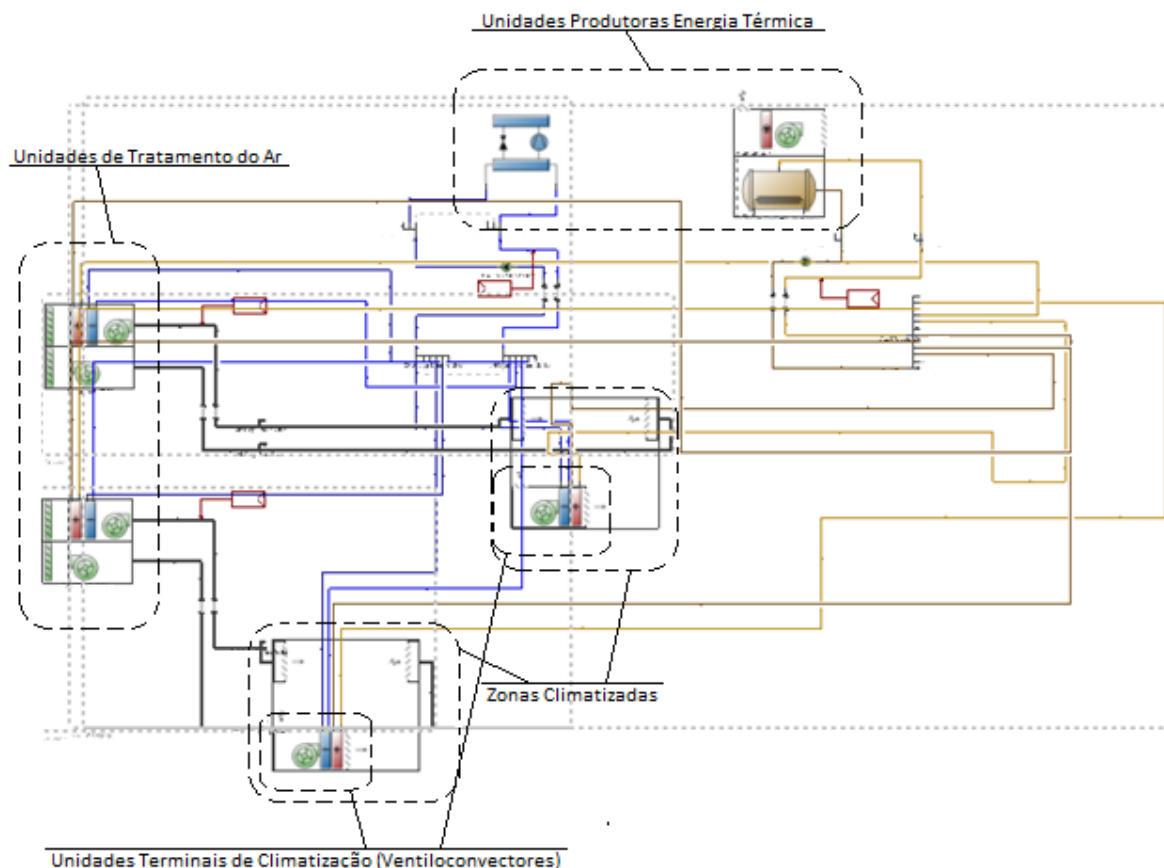 Unidades Produtoras Energia Térmica
Unidades de Tratamento do Ar
Zonas Climatizadas
Unidades Terminais de Climatização (Ventiloconvectores)